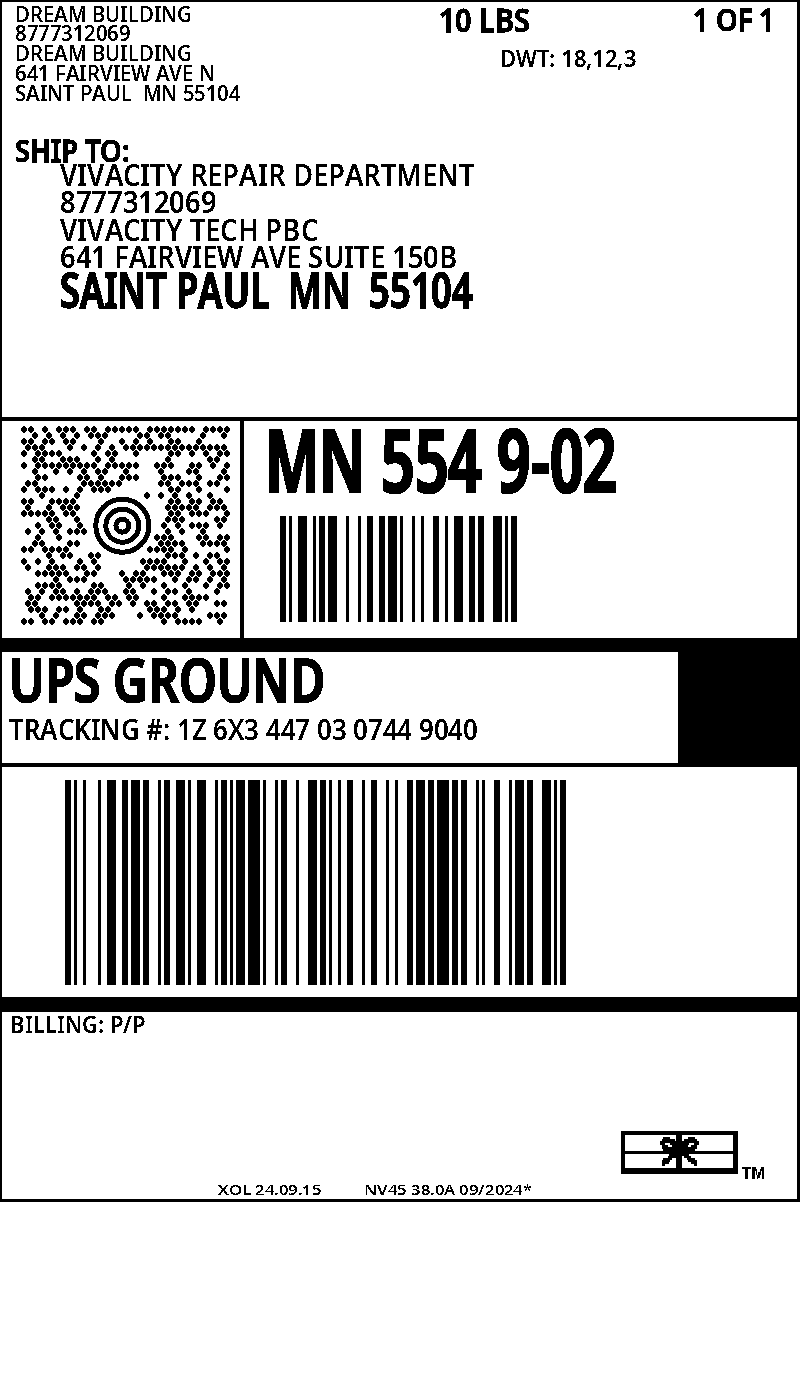 DREAM BUILDING
8777312069
DREAM BUILDING
641 FAIRVIEW AVE N
SAINT PAUL  MN 55104
10 LBS
1 OF 1
DWT: 18,12,3
SHIP TO:
VIVACITY REPAIR DEPARTMENT
8777312069
VIVACITY TECH PBC
641 FAIRVIEW AVE SUITE 150B
SAINT PAUL  MN  55104
MN 554 9-02
UPS GROUND
TRACKING #: 1Z 6X3 447 03 0744 9040
BILLING: P/P
TM
XOL 24.09.15
NV45 38.0A 09/2024*